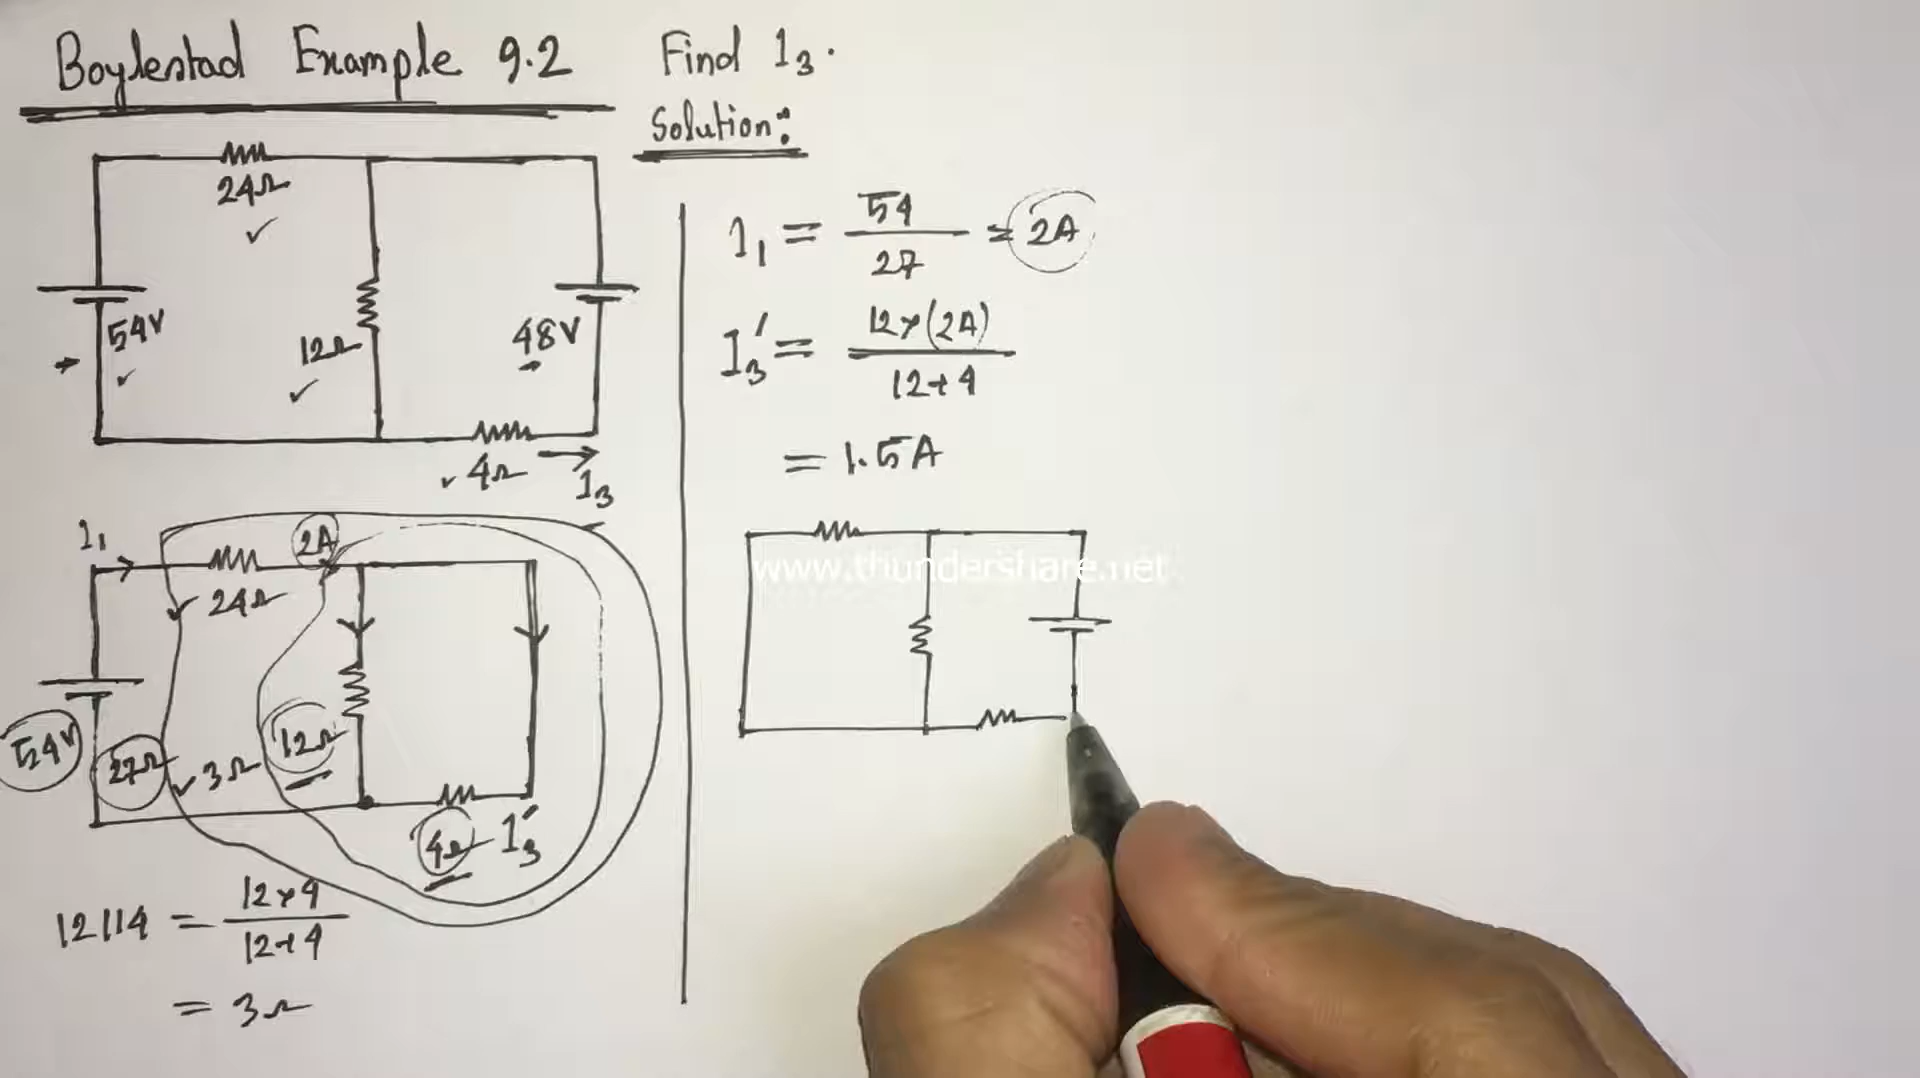 Boylestad Example 9.2
Find I3.
Solution:
24Ω
54V
12Ω
48V
4Ω
I3
I1
2A
24Ω
54V
27Ω
3Ω
12Ω
4Ω
I3'
12||4 = 12×4
12+4
= 3Ω
I1 = 54
27
= 2A
I3' = 12×(2A)
12+4
= 1.5A
www.thundershare.net